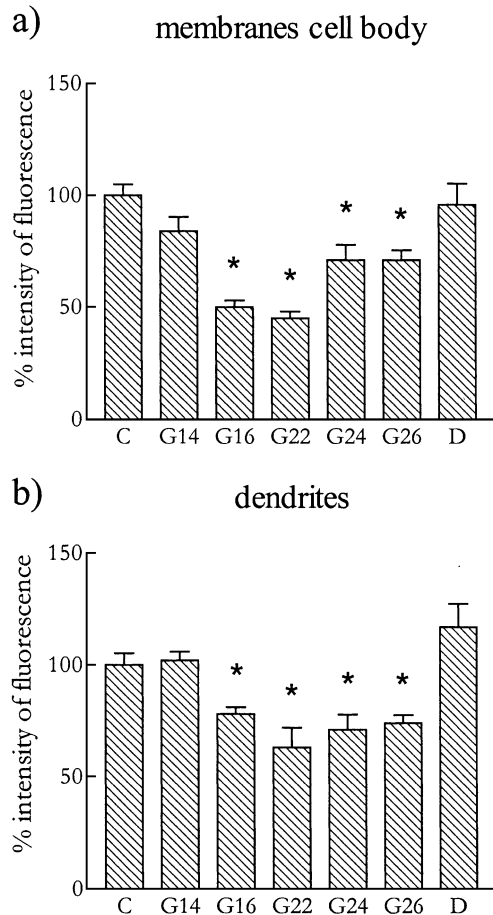 a)
membranes cell body
% intensity of fluorescence
150
100
50
0
* * * *
C G14 G16 G22 G24 G26 D
b)
dendrites
% intensity of fluorescence
150
100
50
0
* * * *
C G14 G16 G22 G24 G26 D